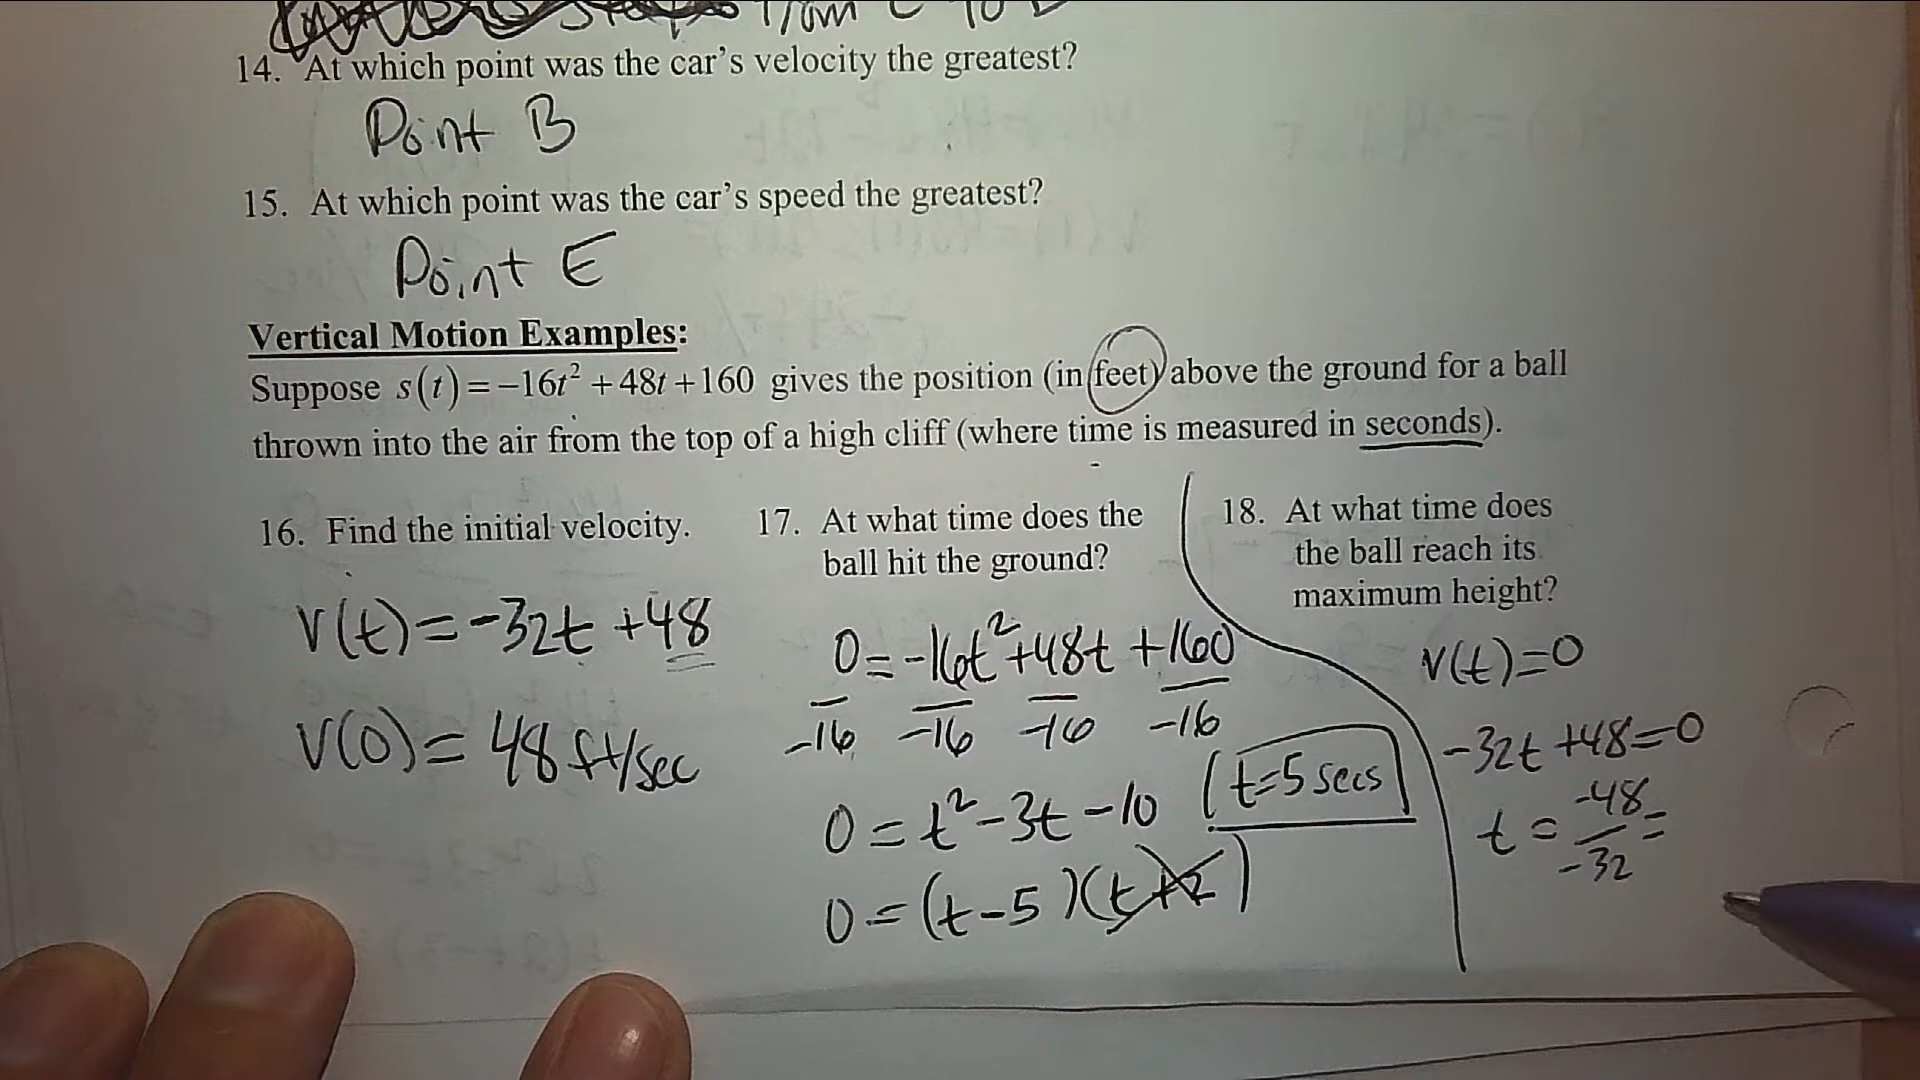 from C to D
14. At which point was the car's velocity the greatest?
Point B
15. At which point was the car's speed the greatest?
Point E
Vertical Motion Examples:
Suppose s(t) = −16t² + 48t + 160 gives the position (in feet) above the ground for a ball
thrown into the air from the top of a high cliff (where time is measured in seconds).
16. Find the initial velocity.
v(t) = -32t + 48
v(0) = 48 ft/sec
17. At what time does the
ball hit the ground?
0 = -16t² + 48t + 160
-16 -16 -16 -16
0 = t² - 3t - 10
t = 5 secs
0 = (t - 5)(t + 2)
18. At what time does
the ball reach its
maximum height?
v(t) = 0
-32t + 48 = 0
t = -48/-32 =